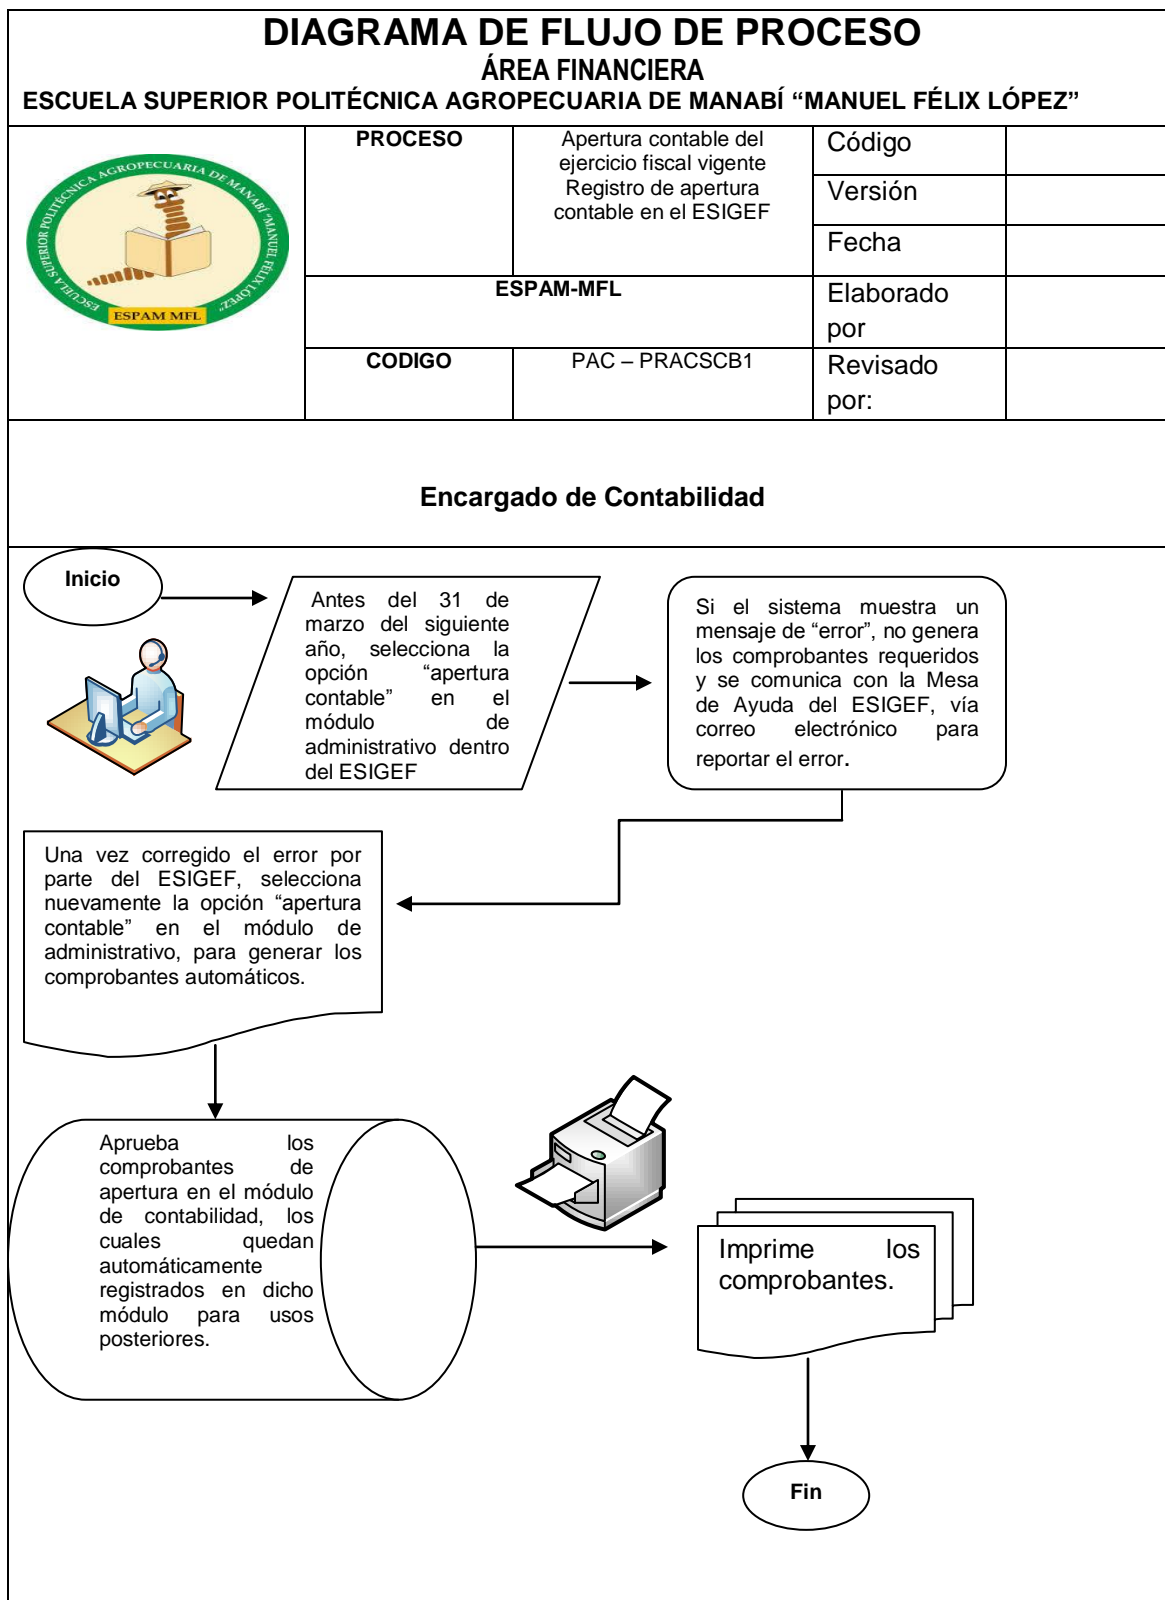 DIAGRAMA DE FLUJO DE PROCESO
ÁREA FINANCIERA
ESCUELA SUPERIOR POLITÉCNICA AGROPECUARIA DE MANABÍ “MANUEL FÉLIX LÓPEZ”
ESCUELA SUPERIOR POLITÉCNICA AGROPECUARIA DE MANABÍ "MANUEL FÉLIX LÓPEZ"
ESPAM MFL
PROCESO
Apertura contable del
ejercicio fiscal vigente
Registro de apertura
contable en el ESIGEF
Código
Versión
Fecha
ESPAM-MFL
Elaborado
por
CODIGO
PAC – PRACSCB1
Revisado
por:
Encargado de Contabilidad
Inicio
Antes del 31 de
marzo del siguiente
año, selecciona la
opción “apertura
contable” en el
módulo de
administrativo dentro
del ESIGEF
Si el sistema muestra un
mensaje de “error”, no genera
los comprobantes requeridos
y se comunica con la Mesa
de Ayuda del ESIGEF, vía
correo electrónico para
reportar el error.
Una vez corregido el error por
parte del ESIGEF, selecciona
nuevamente la opción “apertura
contable” en el módulo de
administrativo, para generar los
comprobantes automáticos.
Aprueba los
comprobantes de
apertura en el módulo
de contabilidad, los
cuales quedan
automáticamente
registrados en dicho
módulo para usos
posteriores.
Imprime los
comprobantes.
Fin